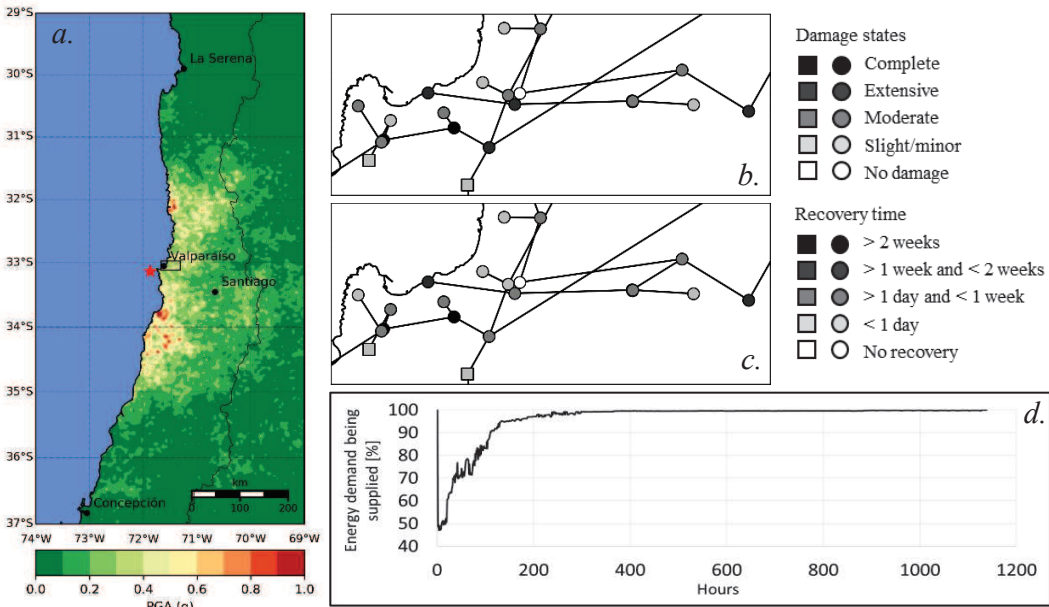 a.
29°S
30°S
31°S
32°S
33°S
34°S
35°S
36°S
37°S
La Serena
Valparaíso
Santiago
Concepción
km
0 100 200
74°W 73°W 72°W 71°W 70°W 69°W
0.0 0.2 0.4 0.6 0.8 1.0
PGA (g)
b.
c.
Damage states
Complete
Extensive
Moderate
Slight/minor
No damage
Recovery time
> 2 weeks
> 1 week and < 2 weeks
> 1 day and < 1 week
< 1 day
No recovery
d.
Energy demand being
supplied [%]
100
90
80
70
60
50
40
0 200 400 600 800 1000 1200
Hours